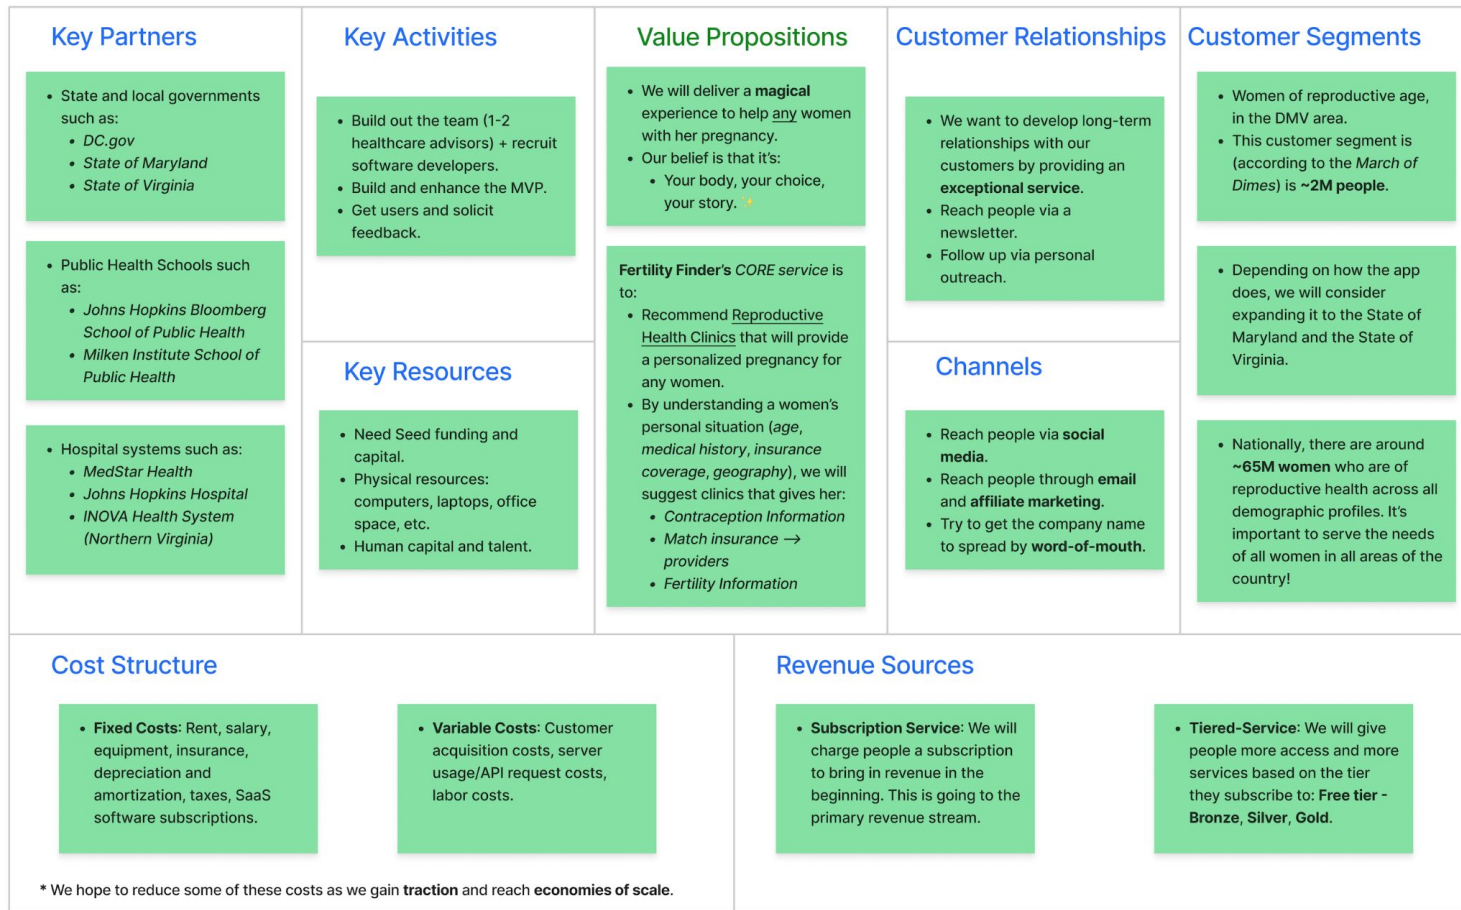 Key Partners
State and local governments
such as:
DC.gov
State of Maryland
State of Virginia
Public Health Schools such
as:
Johns Hopkins Bloomberg
School of Public Health
Milken Institute School of
Public Health
Hospital systems such as:
MedStar Health
Johns Hopkins Hospital
INOVA Health System
(Northern Virginia)
Key Activities
Build out the team (1-2
healthcare advisors) + recruit
software developers.
Build and enhance the MVP.
Get users and solicit
feedback.
Key Resources
Need Seed funding and
capital.
Physical resources:
computers, laptops, office
space, etc.
Human capital and talent.
Value Propositions
We will deliver a magical
experience to help any women
with her pregnancy.
Our belief is that it's:
Your body, your choice,
your story. ✨
Fertility Finder's CORE service is
to:
Recommend Reproductive
Health Clinics that will provide
a personalized pregnancy for
any women.
By understanding a women's
personal situation (age,
medical history, insurance
coverage, geography), we will
suggest clinics that gives her:
Contraception Information
Match insurance →
providers
Fertility Information
Customer Relationships
We want to develop long-term
relationships with our
customers by providing an
exceptional service.
Reach people via a
newsletter.
Follow up via personal
outreach.
Channels
Reach people via social
media.
Reach people through email
and affiliate marketing.
Try to get the company name
to spread by word-of-mouth.
Customer Segments
Women of reproductive age,
in the DMV area.
This customer segment is
(according to the March of
Dimes) is ~2M people.
Depending on how the app
does, we will consider
expanding it to the State of
Maryland and the State of
Virginia.
Nationally, there are around
~65M women who are of
reproductive health across all
demographic profiles. It's
important to serve the needs
of all women in all areas of the
country!
Cost Structure
Fixed Costs: Rent, salary,
equipment, insurance,
depreciation and
amortization, taxes, SaaS
software subscriptions.
Variable Costs: Customer
acquisition costs, server
usage/API request costs,
labor costs.
* We hope to reduce some of these costs as we gain traction and reach economies of scale.
Revenue Sources
Subscription Service: We will
charge people a subscription
to bring in revenue in the
beginning. This is going to the
primary revenue stream.
Tiered-Service: We will give
people more access and more
services based on the tier
they subscribe to: Free tier -
Bronze, Silver, Gold.